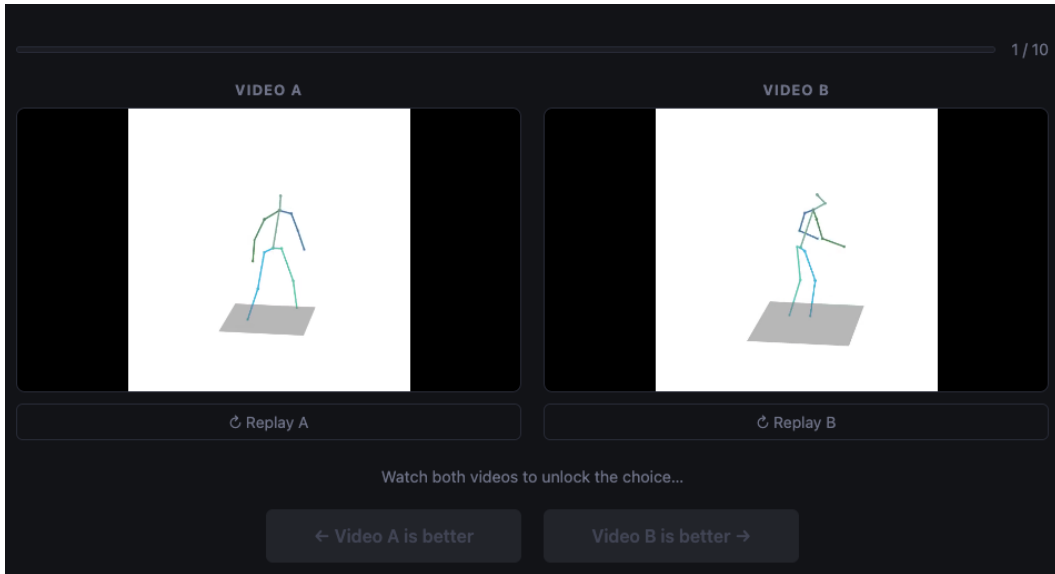 1 / 10
VIDEO A
VIDEO B
↻ Replay A
↻ Replay B
Watch both videos to unlock the choice...
← Video A is better
Video B is better →